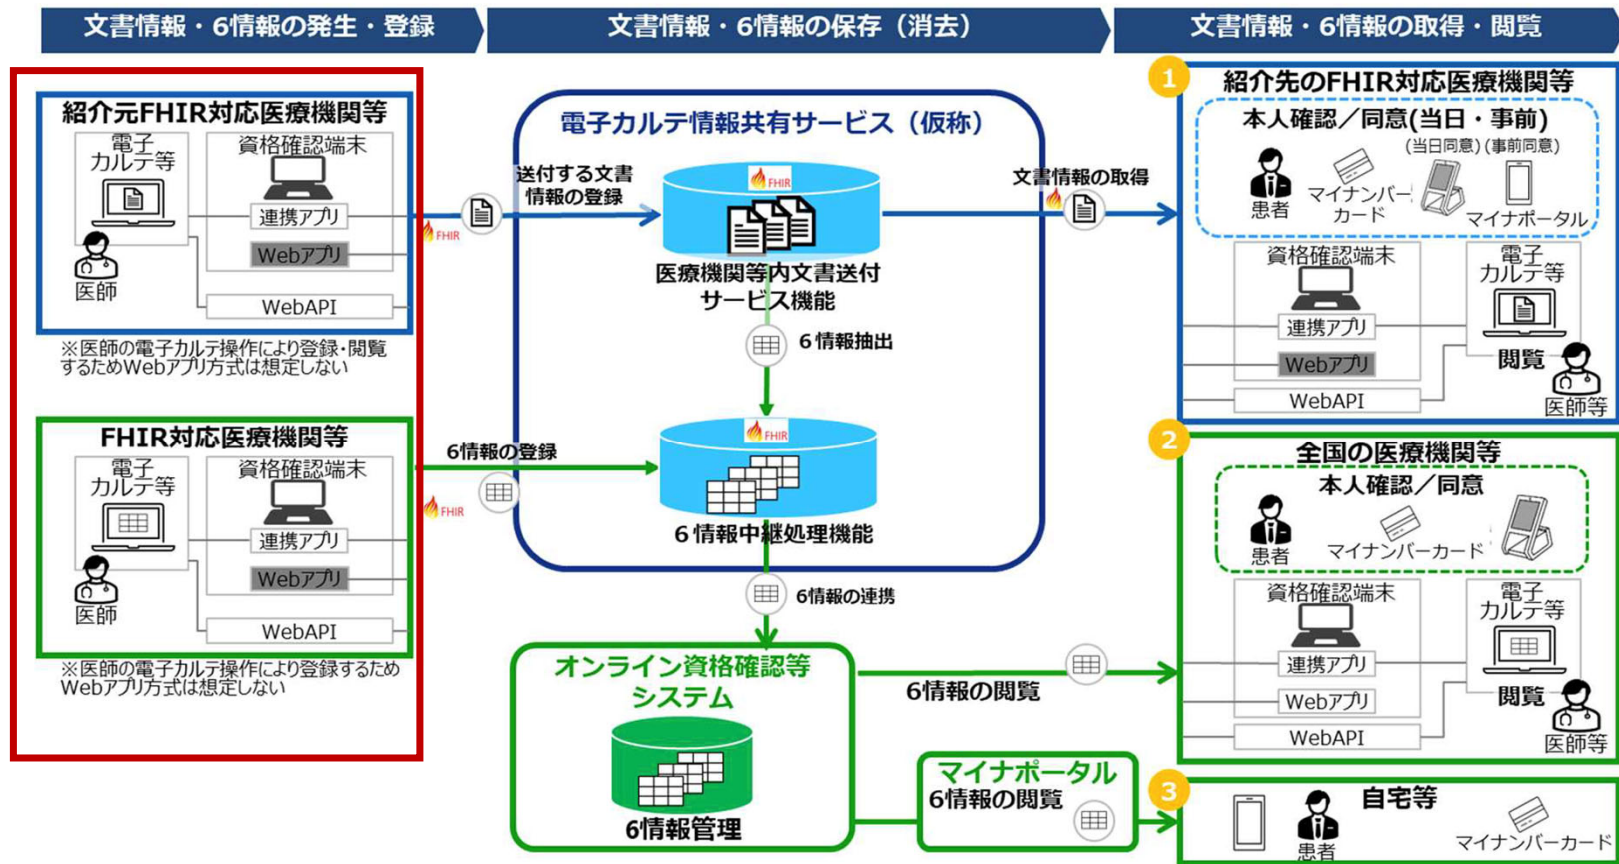 文書情報・6情報の発生・登録
文書情報・6情報の保存（消去）
文書情報・6情報の取得・閲覧
紹介元FHIR対応医療機関等
電子
カルテ等
資格確認端末
連携アプリ
Webアプリ
医師
WebAPI
※医師の電子カルテ操作により登録・閲覧
するためWebアプリ方式は想定しない
FHIR
FHIR対応医療機関等
電子
カルテ等
資格確認端末
連携アプリ
Webアプリ
医師
WebAPI
※医師の電子カルテ操作により登録するため
Webアプリ方式は想定しない
FHIR
電子カルテ情報共有サービス（仮称）
送付する文書
情報の登録
FHIR
医療機関等内文書送付
サービス機能
6情報抽出
6情報の登録
FHIR
6情報中継処理機能
6情報の連携
オンライン資格確認等
システム
6情報管理
文書情報の取得
6情報の閲覧
マイナポータル
6情報の閲覧
1
紹介先のFHIR対応医療機関等
本人確認／同意(当日・事前)
(当日同意)(事前同意)
患者
マイナンバー
カード
マイナポータル
資格確認端末
電子
カルテ等
連携アプリ
Webアプリ
閲覧
WebAPI
医師等
2
全国の医療機関等
本人確認／同意
患者
マイナンバーカード
資格確認端末
電子
カルテ等
連携アプリ
Webアプリ
閲覧
WebAPI
医師等
3
自宅等
患者
マイナンバーカード